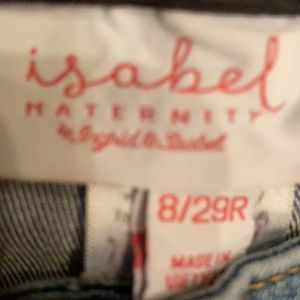 isabel
MATERNITY
by Ingrid & Isabel
8/29R
MADE IN